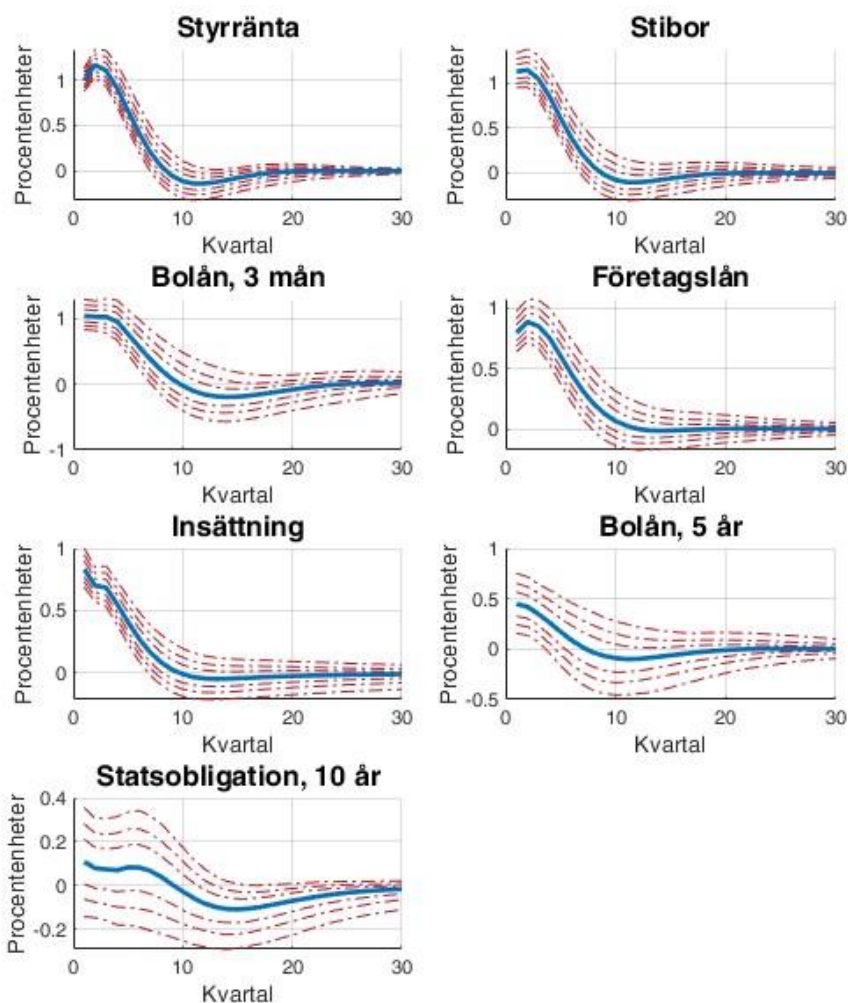 Styrränta
Procentenheter
1
0.5
0
0
10
20
30
Kvartal
Stibor
Procentenheter
1
0.5
0
0
10
20
30
Kvartal
Bolån, 3 mån
Procentenheter
1
0
-1
0
10
20
30
Kvartal
Företagslån
Procentenheter
1
0.5
0
0
10
20
30
Kvartal
Insättning
Procentenheter
1
0.5
0
0
10
20
30
Kvartal
Bolån, 5 år
Procentenheter
1
0.5
0
-0.5
0
10
20
30
Kvartal
Statsobligation, 10 år
Procentenheter
0.4
0.2
0
-0.2
0
10
20
30
Kvartal